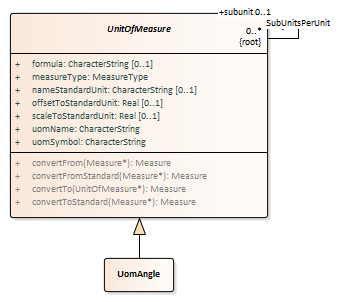 +subunit 0..1
UnitOfMeasure
SubUnitsPerUnit
0..*
{root}
+ formula: CharacterString [0..1]
+ measureType: MeasureType
+ nameStandardUnit: CharacterString [0..1]
+ offsetToStandardUnit: Real [0..1]
+ scaleToStandardUnit: Real [0..1]
+ uomName: CharacterString
+ uomSymbol: CharacterString
+ convertFrom(Measure*): Measure
+ convertFromStandard(Measure*): Measure
+ convertTo(UnitOfMeasure*): Measure
+ convertToStandard(Measure*): Measure
UomAngle